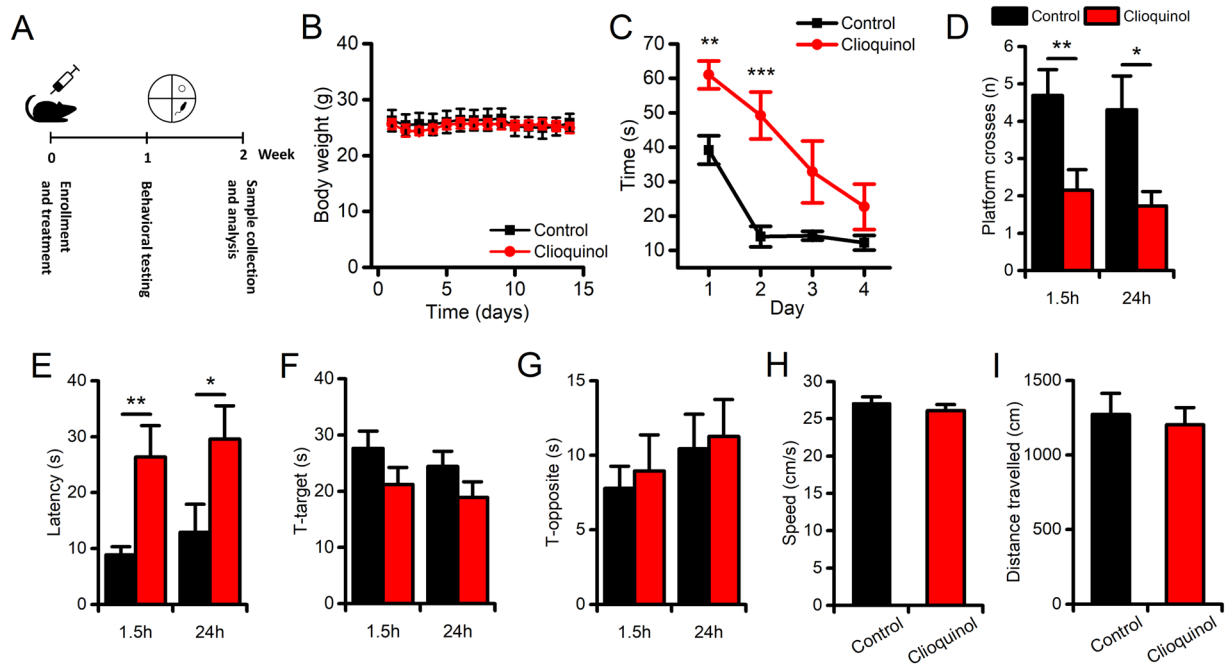 A
0
1
2
Week
Enrollment
and treatment
Behavioral testing
Sample collection
and analysis
B
Body weight (g)
40
30
20
10
0
Control
Clioquinol
0
5
10
15
Time (days)
C
Control
Clioquinol
Time (s)
70
60
50
40
30
20
10
**
***
1
2
3
4
Day
D
Control
Clioquinol
Platform crosses (n)
6
5
4
3
2
1
0
**
*
1.5h
24h
E
Latency (s)
40
30
20
10
0
**
*
1.5h
24h
F
T-target (s)
40
30
20
10
0
1.5h
24h
G
T-opposite (s)
15
10
5
0
1.5h
24h
H
Speed (cm/s)
30
25
20
15
10
5
0
Control
Clioquinol
I
Distance travelled (cm)
1500
1000
500
0
Control
Clioquinol